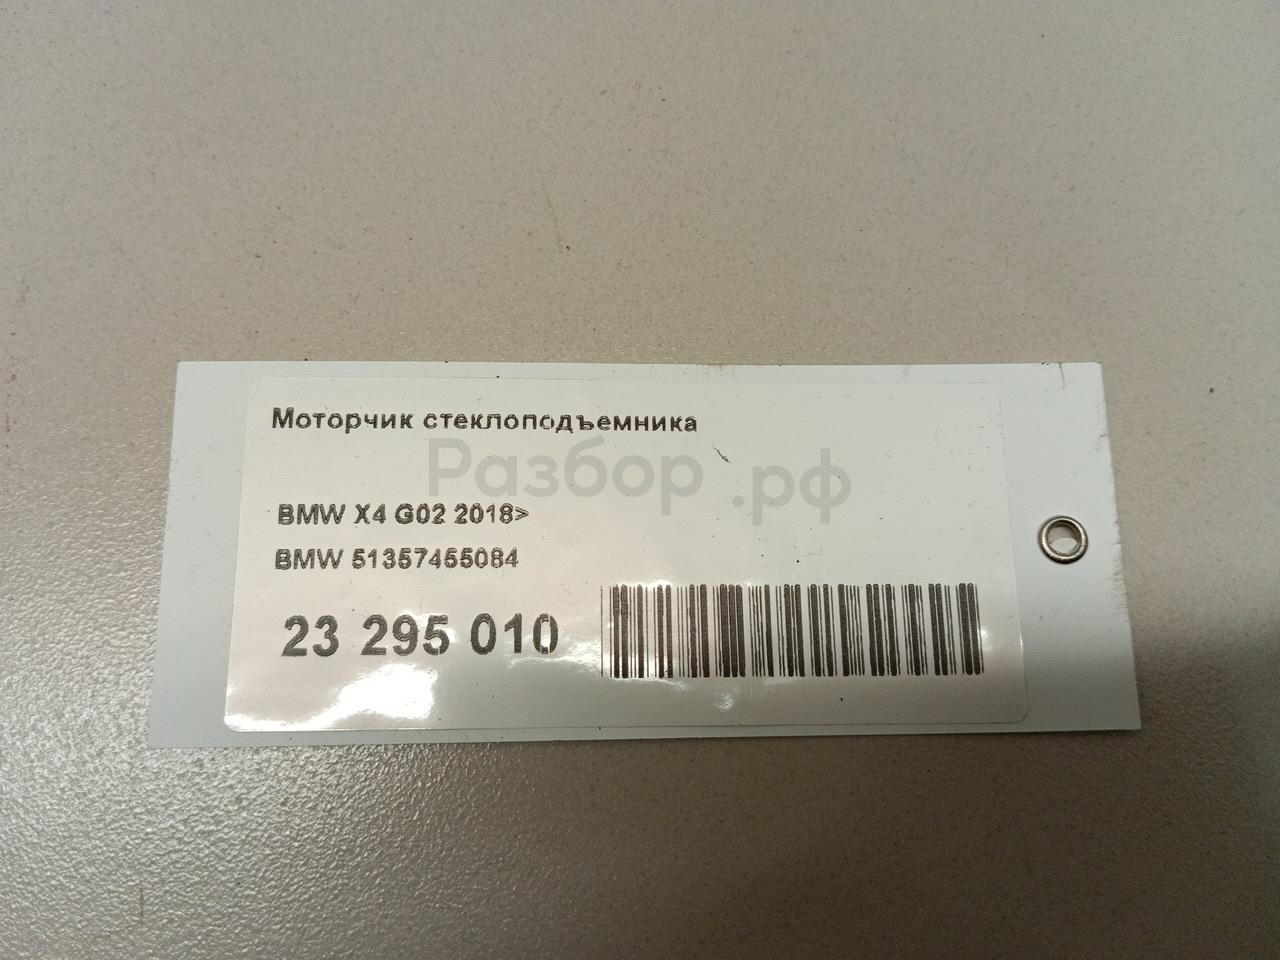 Моторчик стеклоподъемника
Разбор.рф
BMW X4 G02 2018>
BMW 51357455084
23 295 010